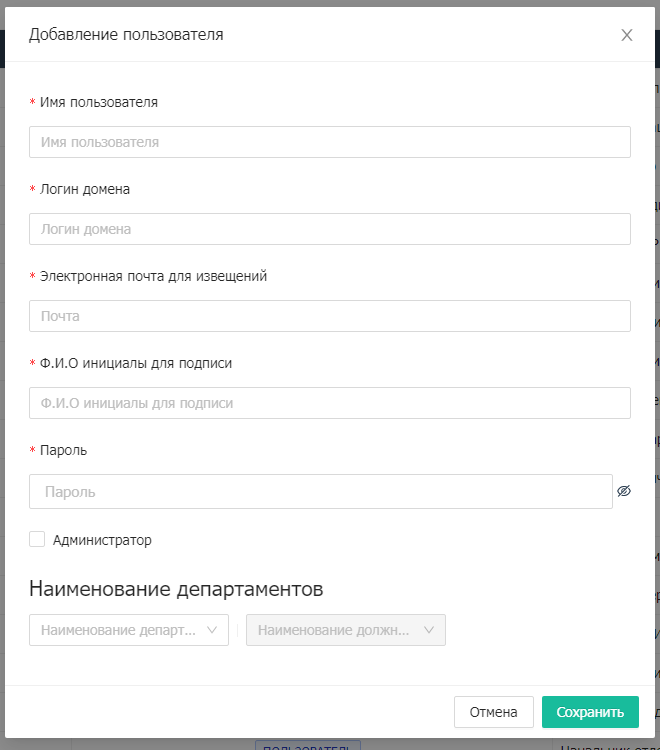 Добавление пользователя
* Имя пользователя
Имя пользователя
* Логин домена
Логин домена
* Электронная почта для извещений
Почта
* Ф.И.О инициалы для подписи
Ф.И.О инициалы для подписи
* Пароль
Пароль
Администратор
Наименование департаментов
Наименование департ... Наименование должн...
Отмена Сохранить
ПОЛЬЗОВАТЕЛЬ